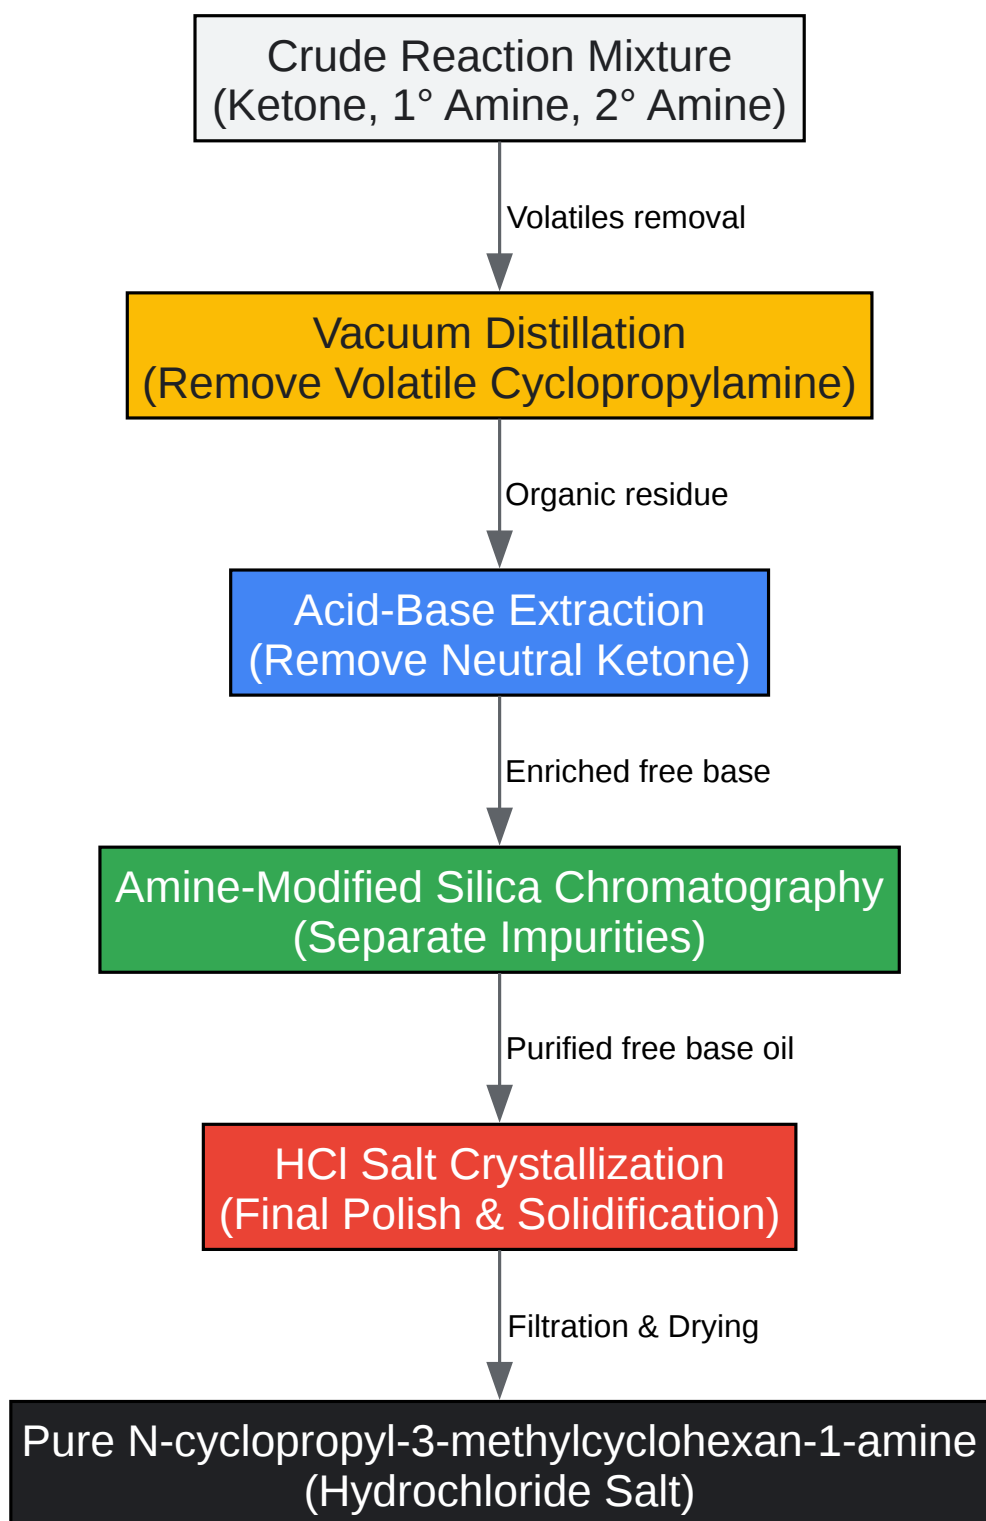 Crude Reaction Mixture
(Ketone, 1° Amine, 2° Amine)
Volatiles removal
Vacuum Distillation
(Remove Volatile Cyclopropylamine)
Organic residue
Acid-Base Extraction
(Remove Neutral Ketone)
Enriched free base
Amine-Modified Silica Chromatography
(Separate Impurities)
Purified free base oil
HCl Salt Crystallization
(Final Polish & Solidification)
Filtration & Drying
Pure N-cyclopropyl-3-methylcyclohexan-1-amine
(Hydrochloride Salt)